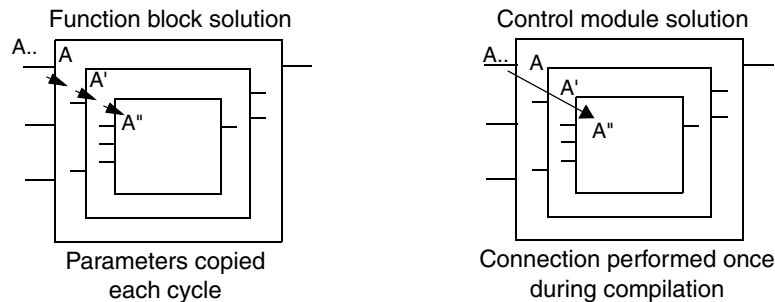 Function block solution
A..
A
A'
A"
Parameters copied
each cycle
Control module solution
A..
A
A'
A"
Connection performed once
during compilation